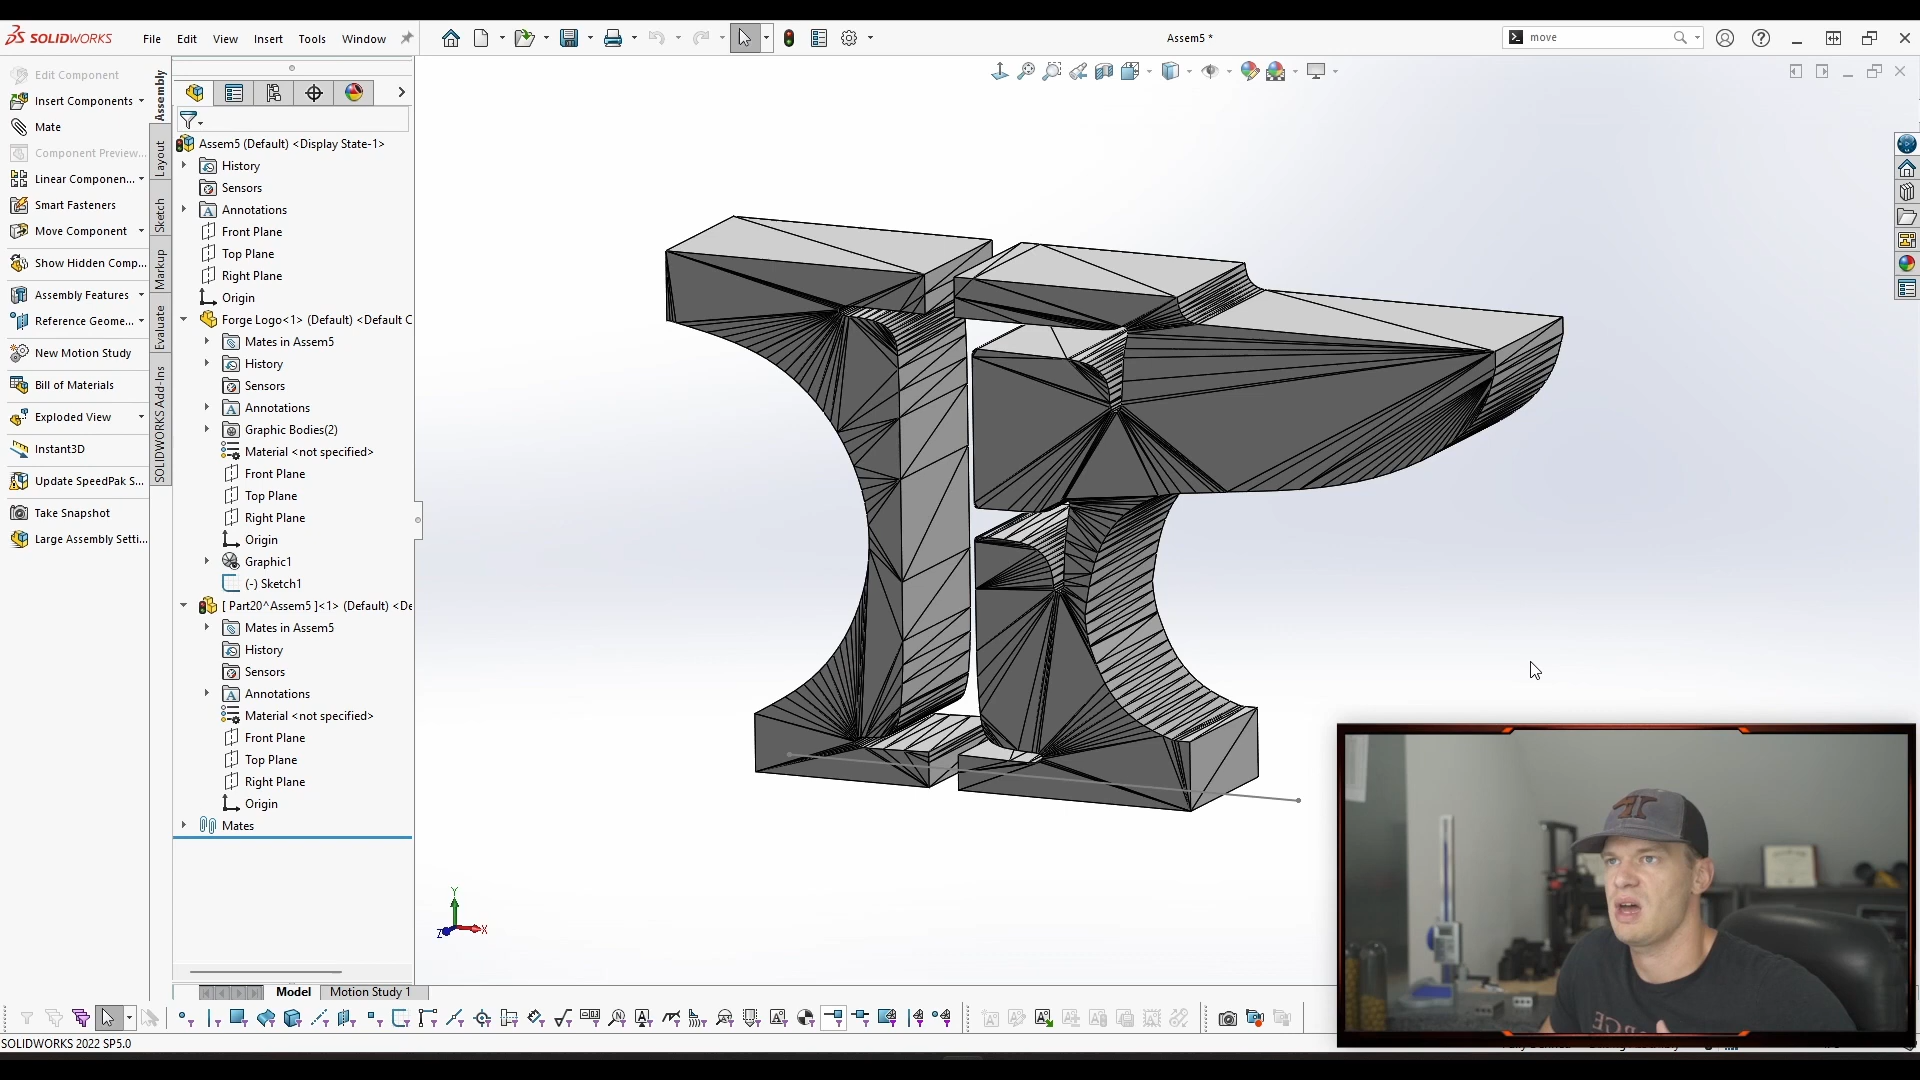 SOLIDWORKS
File
Edit
View
Insert
Tools
Window
Assem5 *
move
Edit Component
Insert Components
Mate
Component Preview...
Linear Componen...
Smart Fasteners
Move Component
Show Hidden Comp...
Assembly Features
Reference Geome...
New Motion Study
Bill of Materials
Exploded View
Instant3D
Update SpeedPak S...
Take Snapshot
Large Assembly Setti...
Assembly
Layout
Sketch
Markup
Evaluate
SOLIDWORKS Add-Ins
Assem5 (Default) <Display State-1>
History
Sensors
Annotations
Front Plane
Top Plane
Right Plane
Origin
Forge Logo<1> (Default) <Default C
Mates in Assem5
History
Sensors
Annotations
Graphic Bodies(2)
Material <not specified>
Front Plane
Top Plane
Right Plane
Origin
Graphic1
(-) Sketch1
[ Part20^Assem5 ]<1> (Default) <De
Mates in Assem5
History
Sensors
Annotations
Material <not specified>
Front Plane
Top Plane
Right Plane
Origin
Mates
Y
Z
X
Model
Motion Study 1
SOLIDWORKS 2022 SP5.0